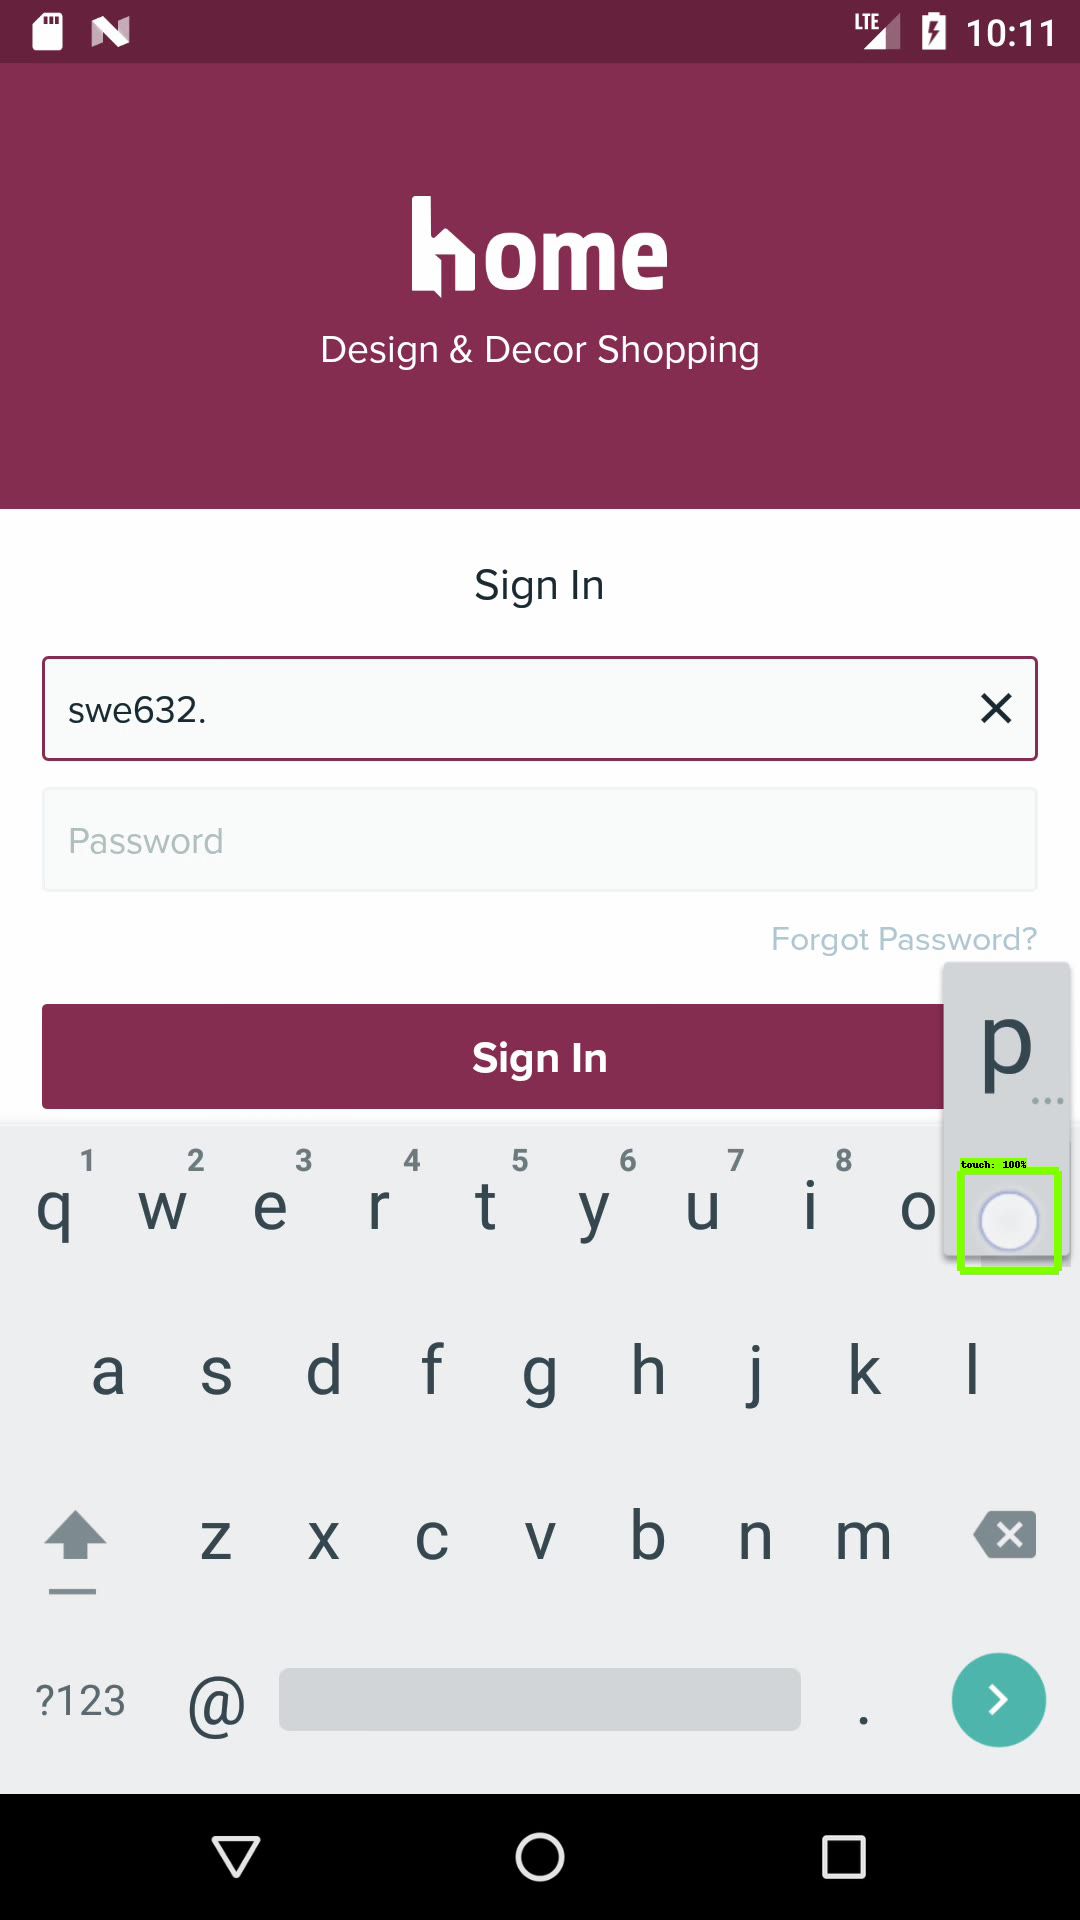 LTE 10:11
home
Design & Decor Shopping
Sign In
swe632.
Password
Forgot Password?
Sign In
p
...
touch: 100%
1 2 3 4 5 6 7 8
q w e r t y u i o
a s d f g h j k l
z x c v b n m
?123 @ .